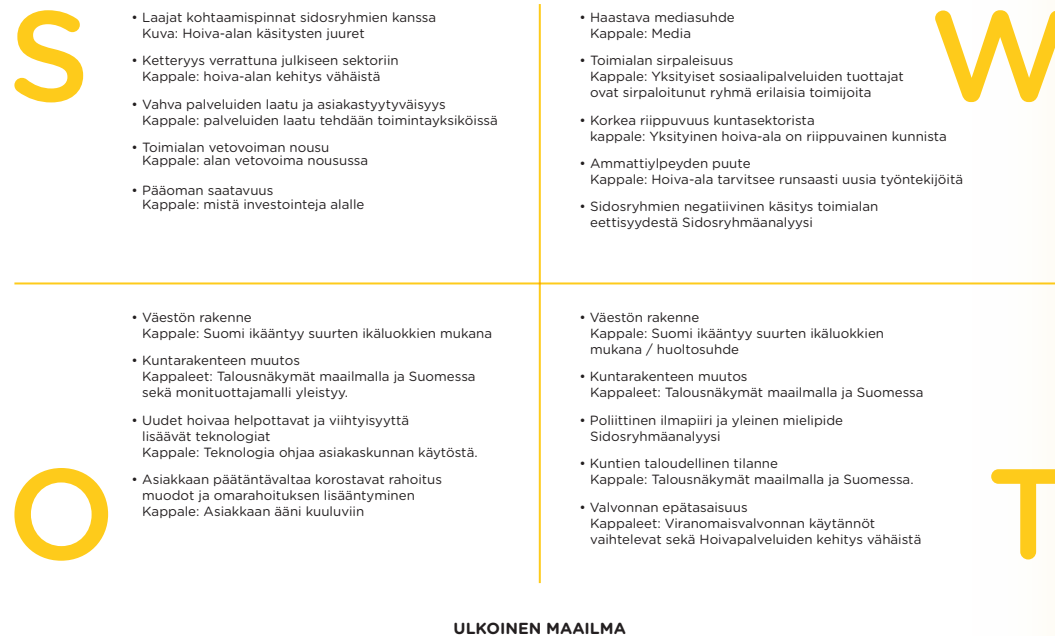 S
• Laajat kohtaamispinnat sidosryhmien kanssa
Kuva: Hoiva-alan käsitysten juuret
• Ketteryys verrattuna julkiseen sektoriin
Kappale: hoiva-alan kehitys vähäistä
• Vahva palveluiden laatu ja asiakastyytyväisyys
Kappale: palveluiden laatu tehdään toimintayksiköissä
• Toimialan vetovoiman nousu
Kappale: alan vetovoima nousussa
• Pääoman saatavuus
Kappale: mistä investointeja alalle
W
• Haastava mediasuhde
Kappale: Media
• Toimialan sirpaleisuus
Kappale: Yksityiset sosiaalipalveluiden tuottajat
ovat sirpaloitunut ryhmä erilaisia toimijoita
• Korkea riippuvuus kuntasektorista
kappale: Yksityinen hoiva-ala on riippuvainen kunnista
• Ammattiylpeyden puute
Kappale: Hoiva-ala tarvitsee runsaasti uusia työntekijöitä
• Sidosryhmien negatiivinen käsitys toimialan
eettisyydestä Sidosryhmäanalyysi
O
• Väestön rakenne
Kappale: Suomi ikääntyy suurten ikäluokkien mukana
• Kuntarakenteen muutos
Kappaleet: Talousnäkymät maailmalla ja Suomessa
sekä monituottajamalli yleistyy.
• Uudet hoivaa helpottavat ja viihtyisyyttä
lisäävät teknologiat
Kappale: Teknologia ohjaa asiakaskunnan käytöstä.
• Asiakkaan päätäntävaltaa korostavat rahoitus
muodot ja omarahoituksen lisääntyminen
Kappale: Asiakkaan ääni kuuluviin
T
• Väestön rakenne
Kappale: Suomi ikääntyy suurten ikäluokkien
mukana / huoltosuhde
• Kuntarakenteen muutos
Kappaleet: Talousnäkymät maailmalla ja Suomessa
• Poliittinen ilmapiiri ja yleinen mielipide
Sidosryhmäanalyysi
• Kuntien taloudellinen tilanne
Kappale: Talousnäkymät maailmalla ja Suomessa.
• Valvonnan epätasaisuus
Kappaleet: Viranomaisvalvonnan käytännöt
vaihtelevat sekä Hoivapalveluiden kehitys vähäistä
ULKOINEN MAAILMA